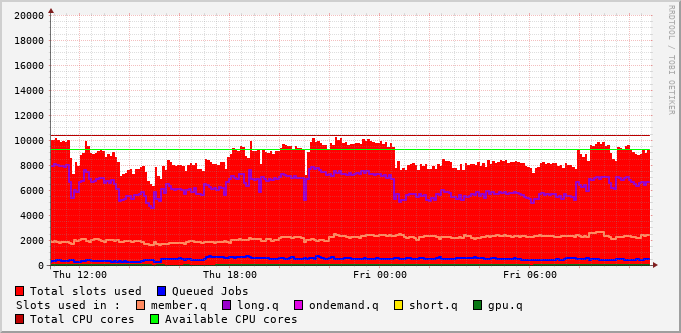 20000
18000
16000
14000
12000
10000
8000
6000
4000
2000
0
Thu 12:00 Thu 18:00 Fri 00:00 Fri 06:00
RRDTOOL / TOBI OETIKER
Total slots used Queued Jobs
Slots used in : member.q long.q ondemand.q short.q gpu.q
Total CPU cores Available CPU cores